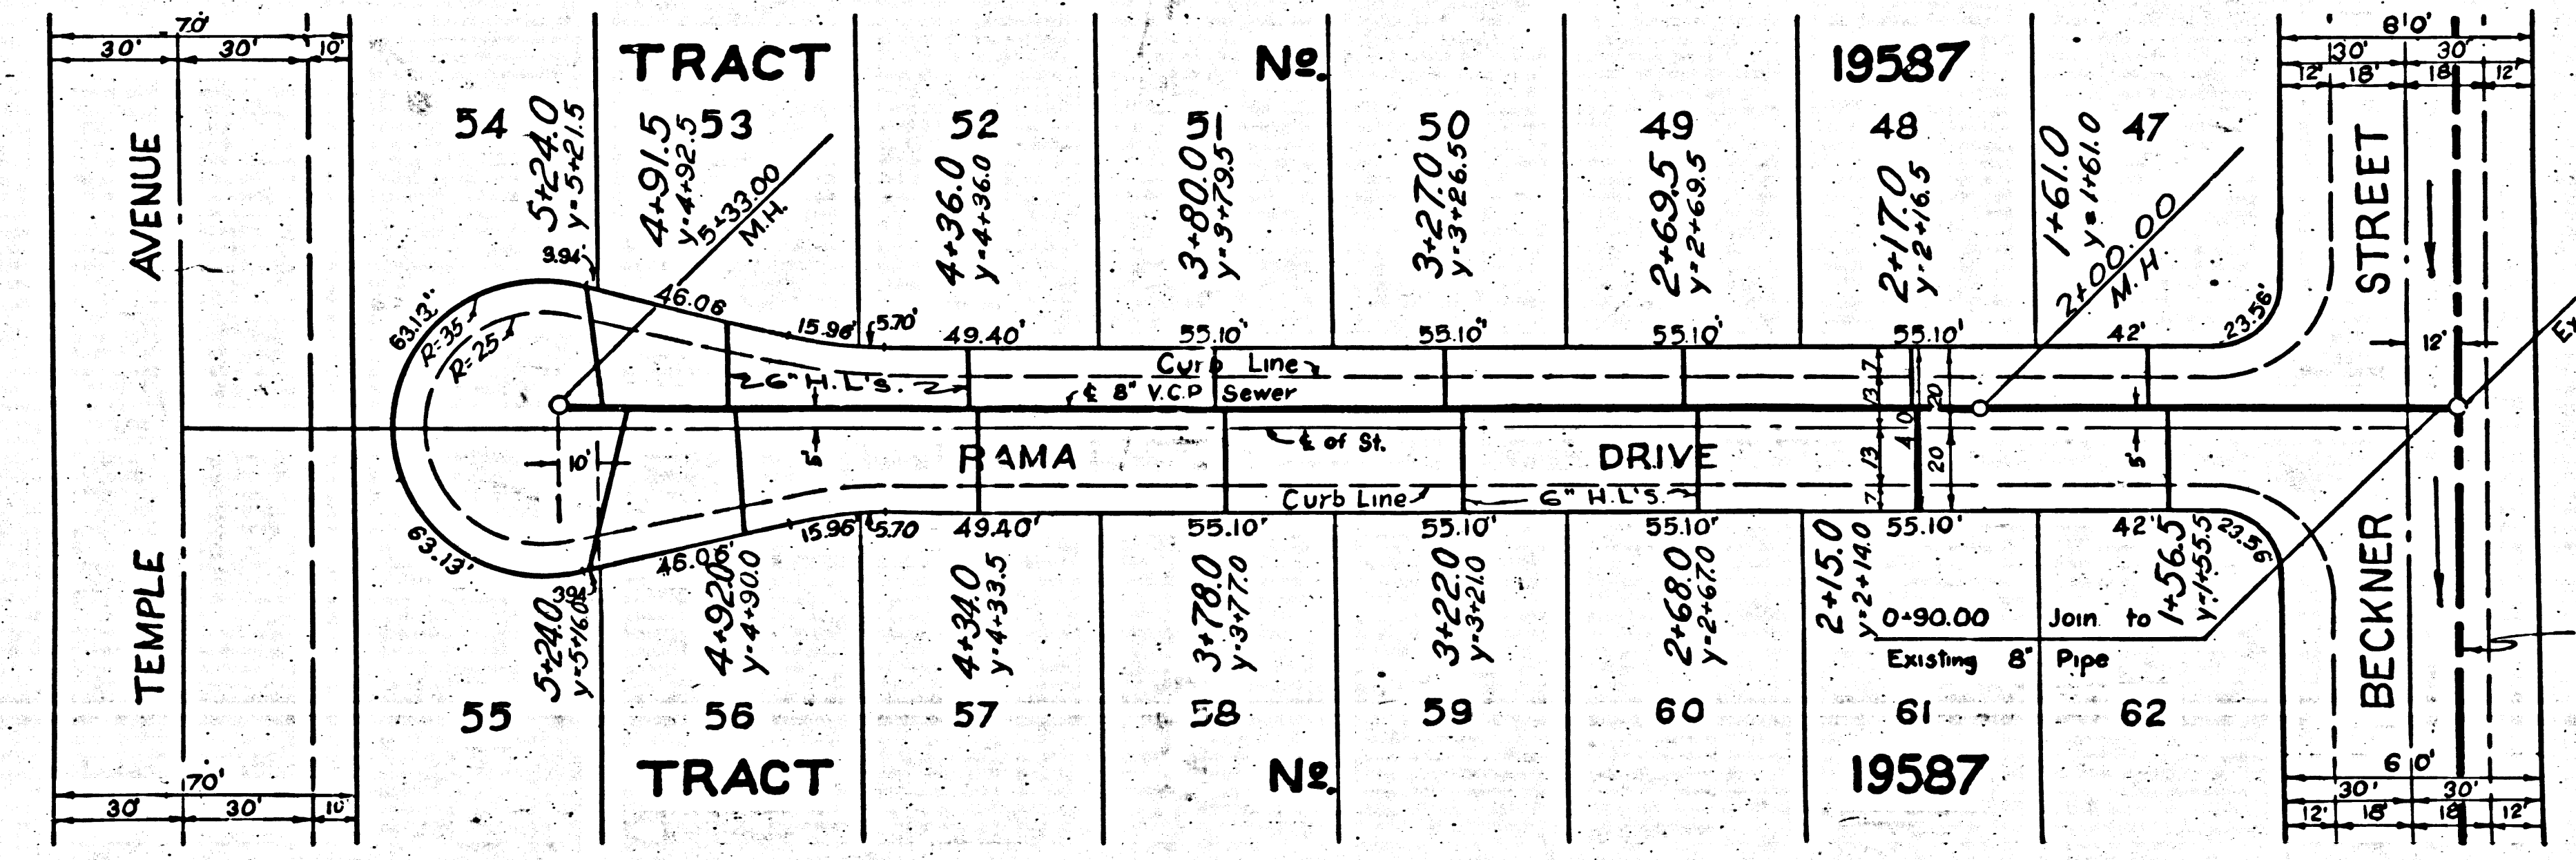 70'
30' 30' 10'
TRACT No. 19587
80'
30' 30'
12' 18' 18 12'
54 53 52 51 50 49 48 47
5+24.0
y=5+21.5
4+91.5
y=4+92.5
5+33.00
M.H.
4+36.0
y=4+36.0
3+80.0
y=3+79.5
3+27.0
y=3+26.50
2+69.5
y=2+69.5
2+17.0
y=2+16.5
1+61.0
y=1+61.0
2+00.00
M.H.
AVENUE
STREET
3.94
46.06
15.96' 5.70' 49.40' 55.10' 55.10' 55.10' 55.10' 42' 23.56'
63.13'
R=35
R=25
Curb Line
6" H.L's.
℄ 8" V.C.P Sewer
7
13
20
40
12'
℄ of St.
10'
5'
RAMA DRIVE
13
7
20
5'
Curb Line
6" H.L'S.
63.13'
46.06'
15.96' 5.70 49.40' 55.10' 55.10' 55.10' 55.10' 42' 23.56
3.94
5+24.0
y=5+16.0
4+92.0
y=4+90.0
4+34.0
y=4+33.5
3+78.0
y=3+77.0
3+22.0
y=3+21.0
2+68.0
y=2+67.0
2+15.0
y=2+14.0
1+56.5
y=1+55.5
0+90.00 Join to
Existing 8" Pipe
TEMPLE
BECKNER
55 56 57 58 59 60 61 62
TRACT No. 19587
70'
30' 30' 10'
60'
30' 30'
12' 18' 18' 12'